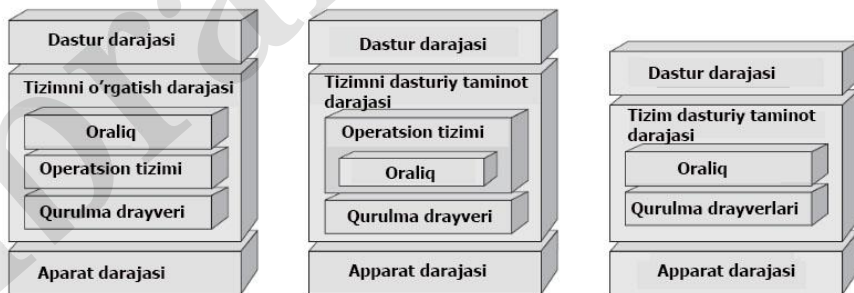 Dastur darajasi
Tizimni o’rgatish darajasi
Oraliq
Operatsion tizimi
Qurulma drayveri
Aparat darajasi
Dastur darajasi
Tizimni dasturiy taminot
darajasi
Operatsion tizimi
Oraliq
Qurulma drayveri
Apparat darajasi
Dastur darajasi
Tizim dasturiy taminot
darajasi
Oraliq
Qurulma drayverlari
Apparat darajasi